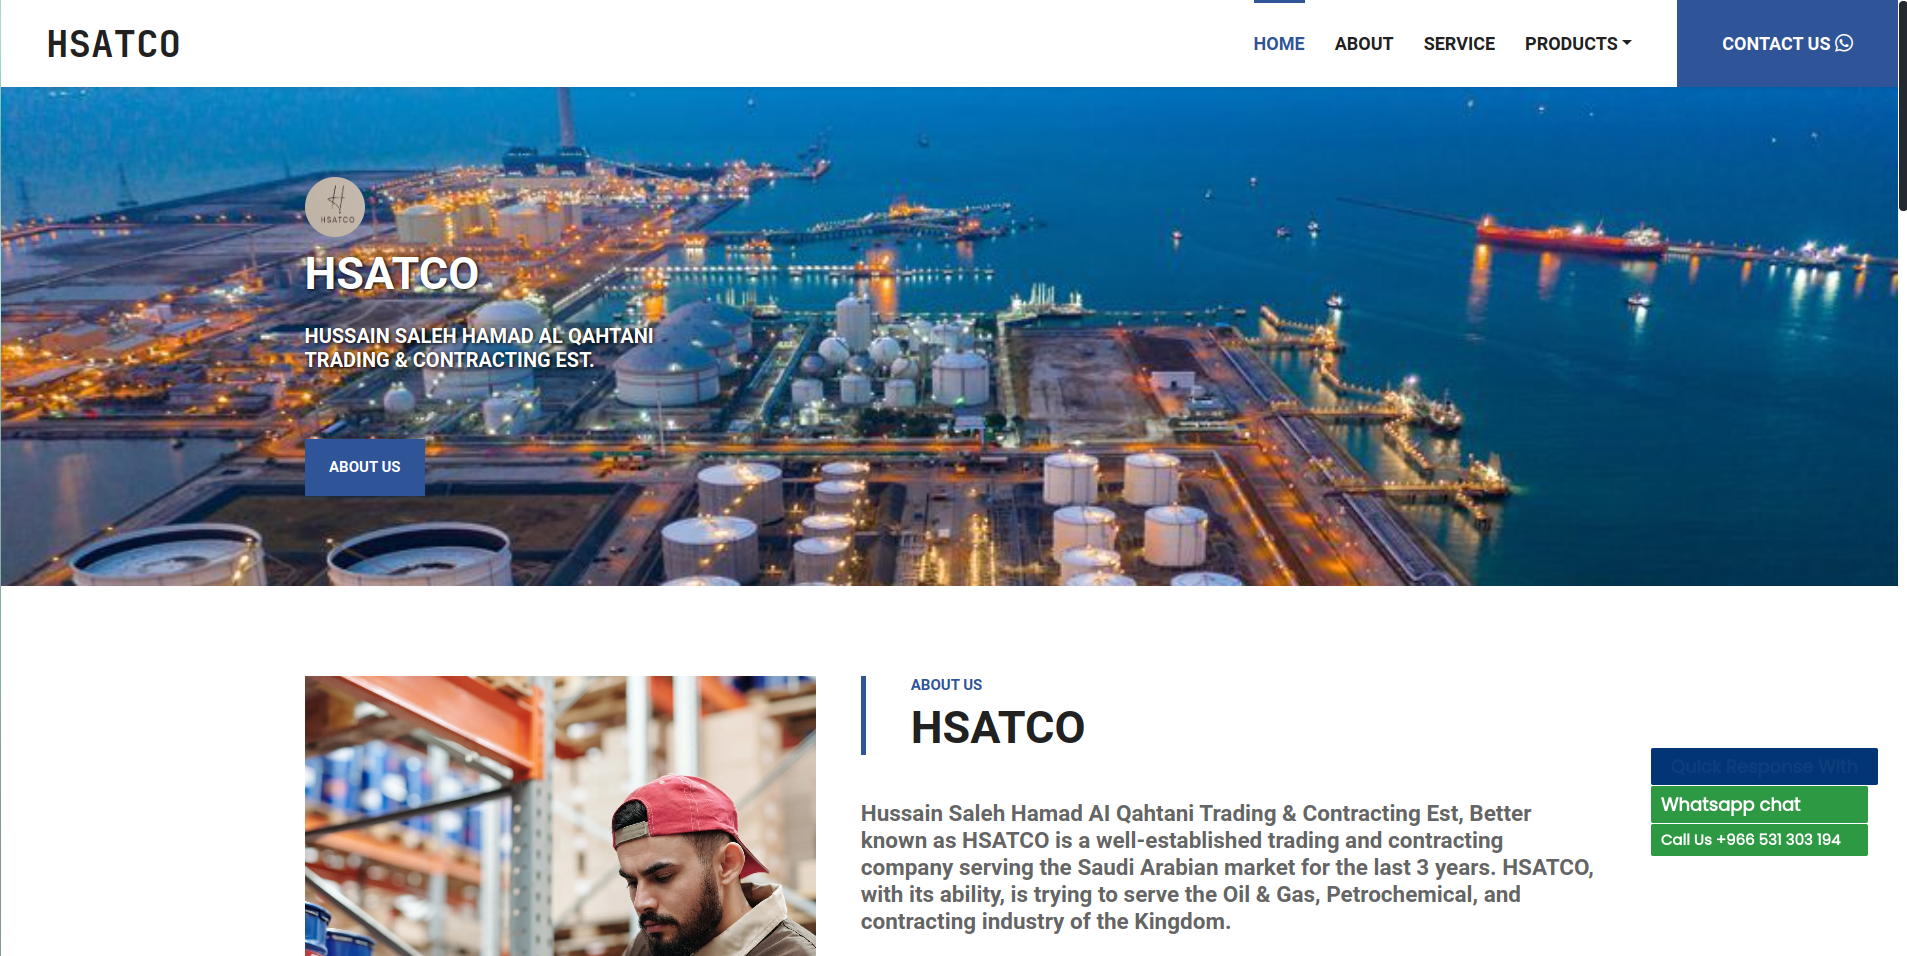 HSATCO
HOME
ABOUT
SERVICE
PRODUCTS
CONTACT US
HSATCO
HSATCO
HUSSAIN SALEH HAMAD AL QAHTANI
TRADING & CONTRACTING EST.
ABOUT US
ABOUT US
HSATCO
Hussain Saleh Hamad Al Qahtani Trading & Contracting Est, Better
known as HSATCO is a well-established trading and contracting
company serving the Saudi Arabian market for the last 3 years. HSATCO,
with its ability, is trying to serve the Oil & Gas, Petrochemical, and
contracting industry of the Kingdom.
Quick Response With
Whatsapp chat
Call Us +966 531 303 194